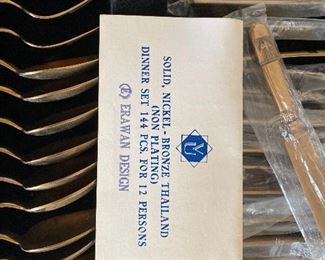 SOLID, NICKEL - BRONZE THAILAND
(NON PLATING)
DINNER SET 144 PCS. FOR 12 PERSONS
ERAWAN DESIGN